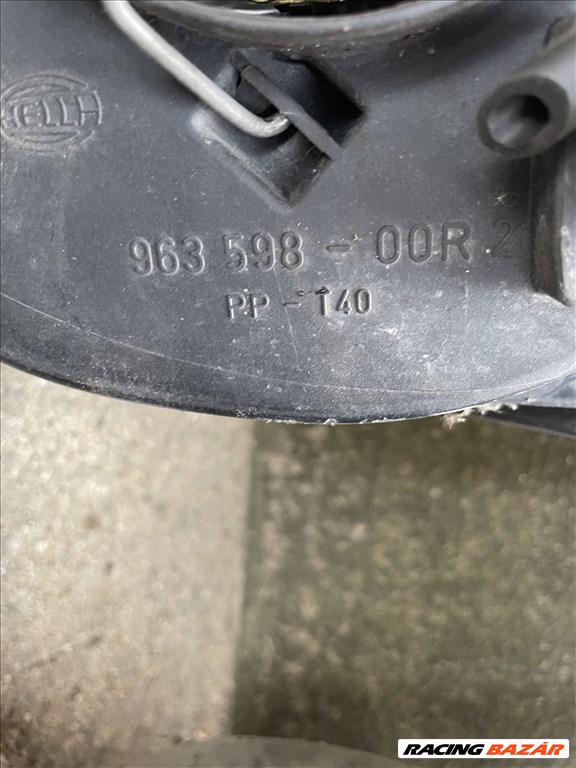 HELLA
963 598 - 00R 2
PP - T40
RACING BAZÁR